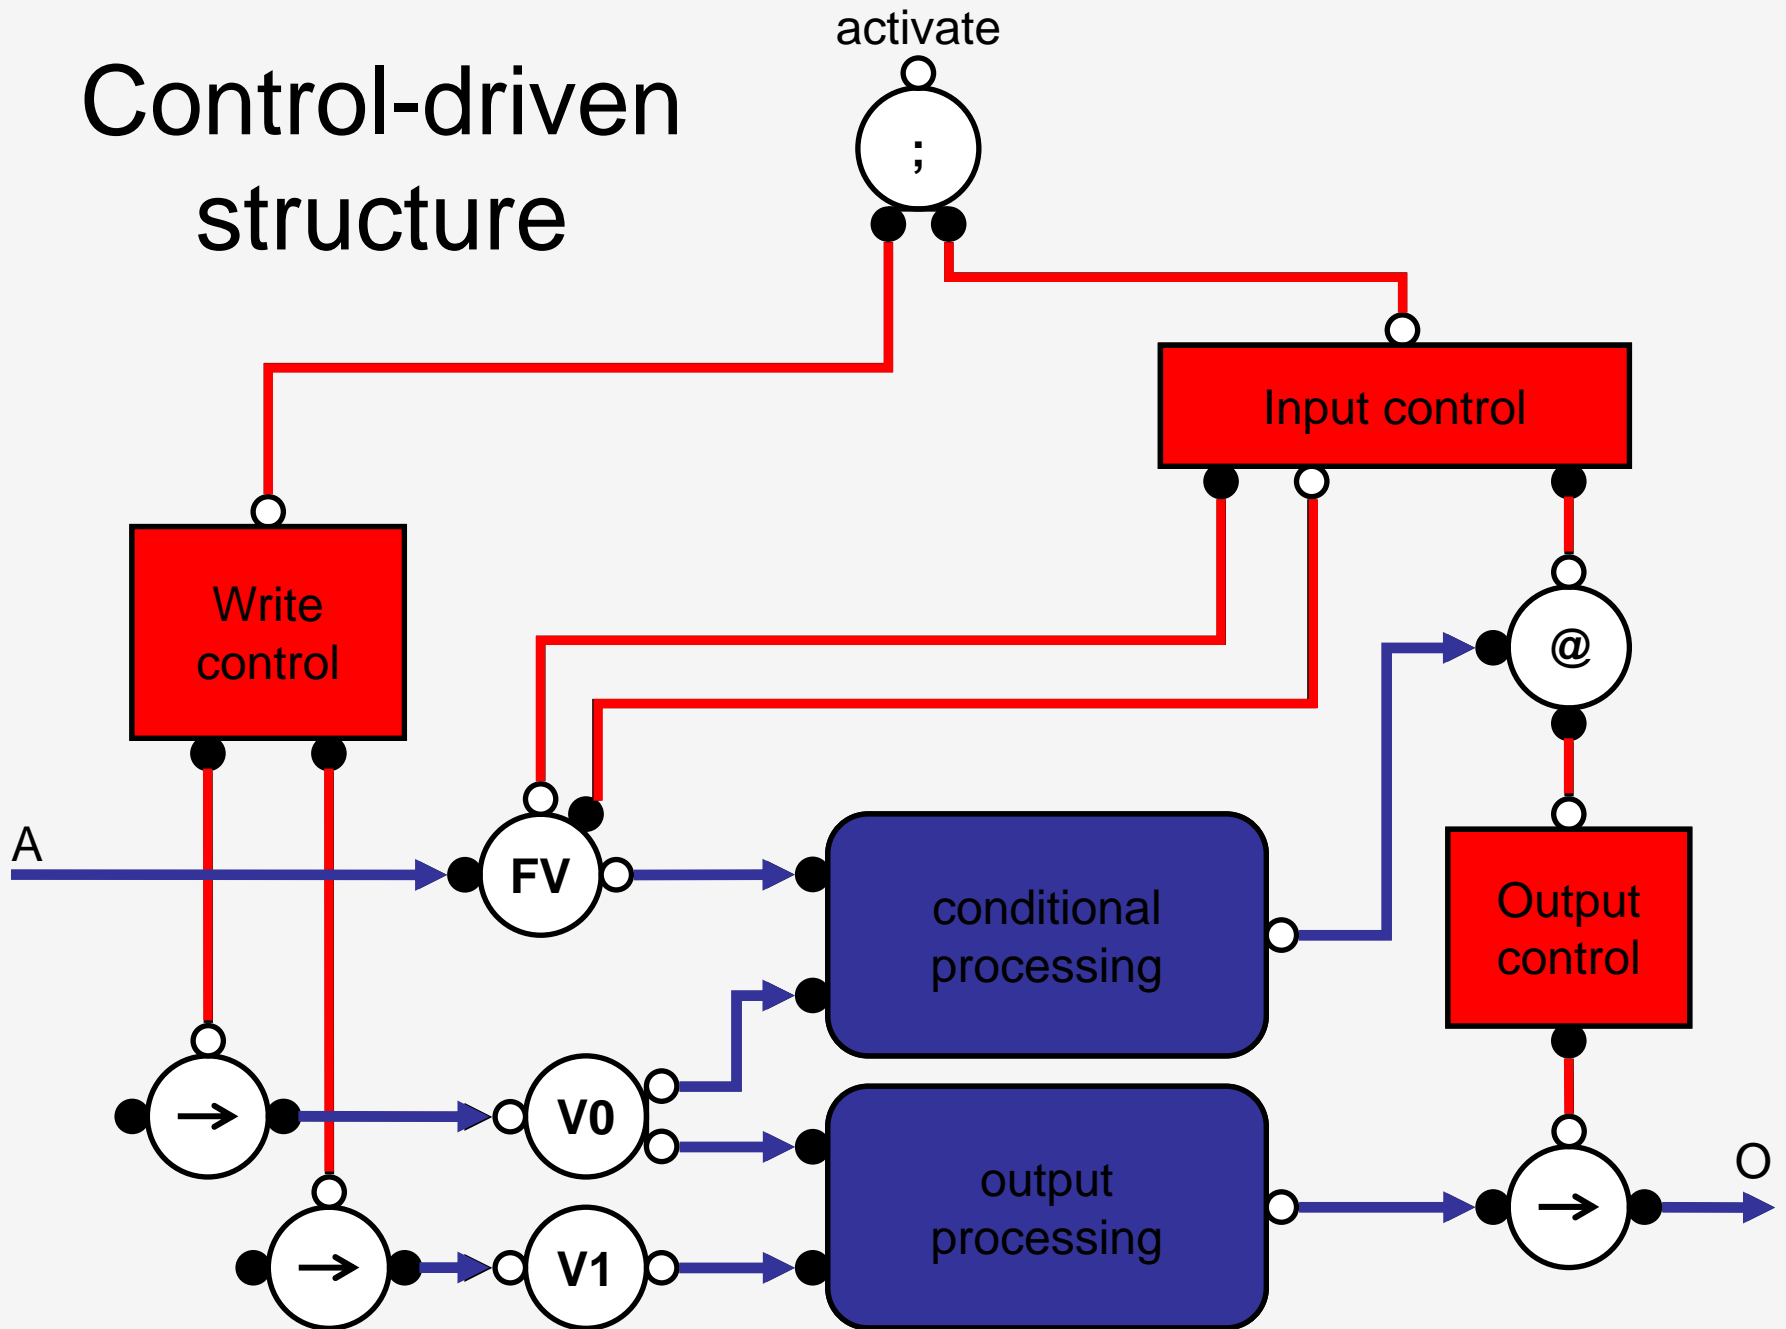 activate
Control-driven
structure
;
Input control
Write
control
@
A
FV
conditional
processing
Output
control
→
V0
output
processing
→
O
→
V1